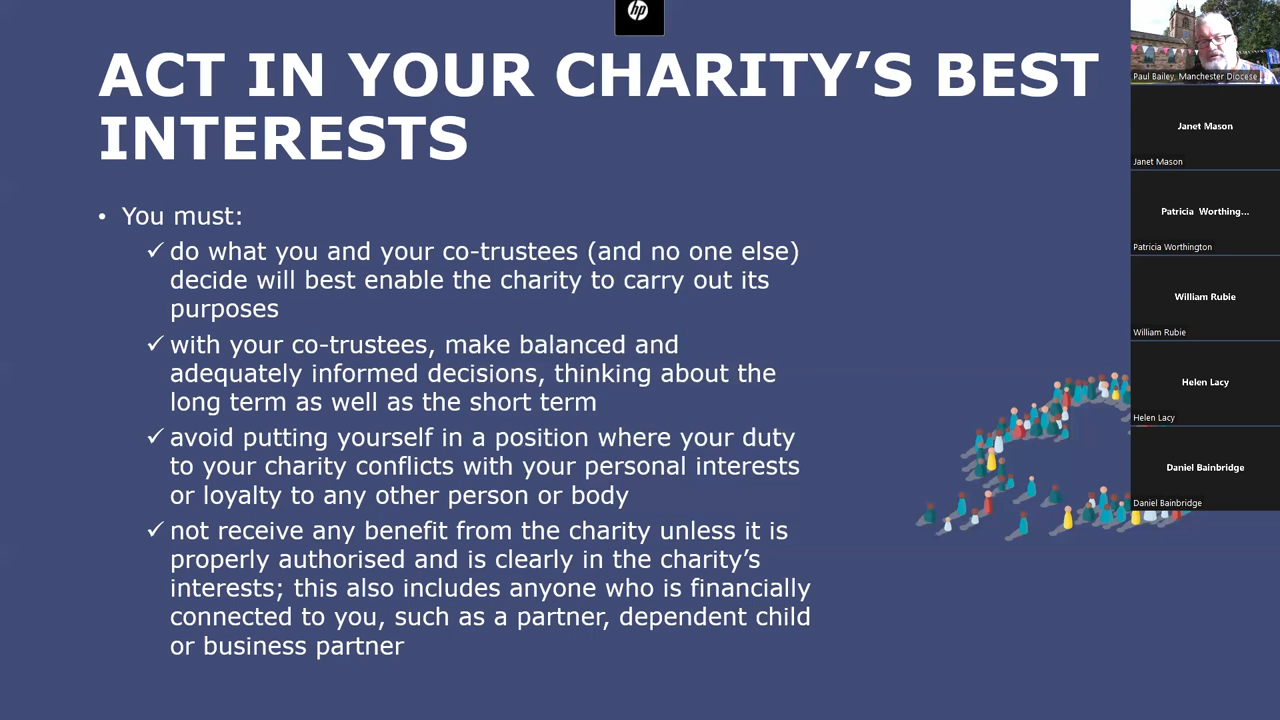 hp
ACT IN YOUR CHARITY’S BEST
INTERESTS
• You must:
✓ do what you and your co-trustees (and no one else)
decide will best enable the charity to carry out its
purposes
✓ with your co-trustees, make balanced and
adequately informed decisions, thinking about the
long term as well as the short term
✓ avoid putting yourself in a position where your duty
to your charity conflicts with your personal interests
or loyalty to any other person or body
✓ not receive any benefit from the charity unless it is
properly authorised and is clearly in the charity’s
interests; this also includes anyone who is financially
connected to you, such as a partner, dependent child
or business partner
Paul Bailey, Manchester Diocese ...
Janet Mason
Janet Mason
Patricia Worthing...
Patricia Worthington
William Rubie
William Rubie
Helen Lacy
Helen Lacy
Daniel Bainbridge
Daniel Bainbridge